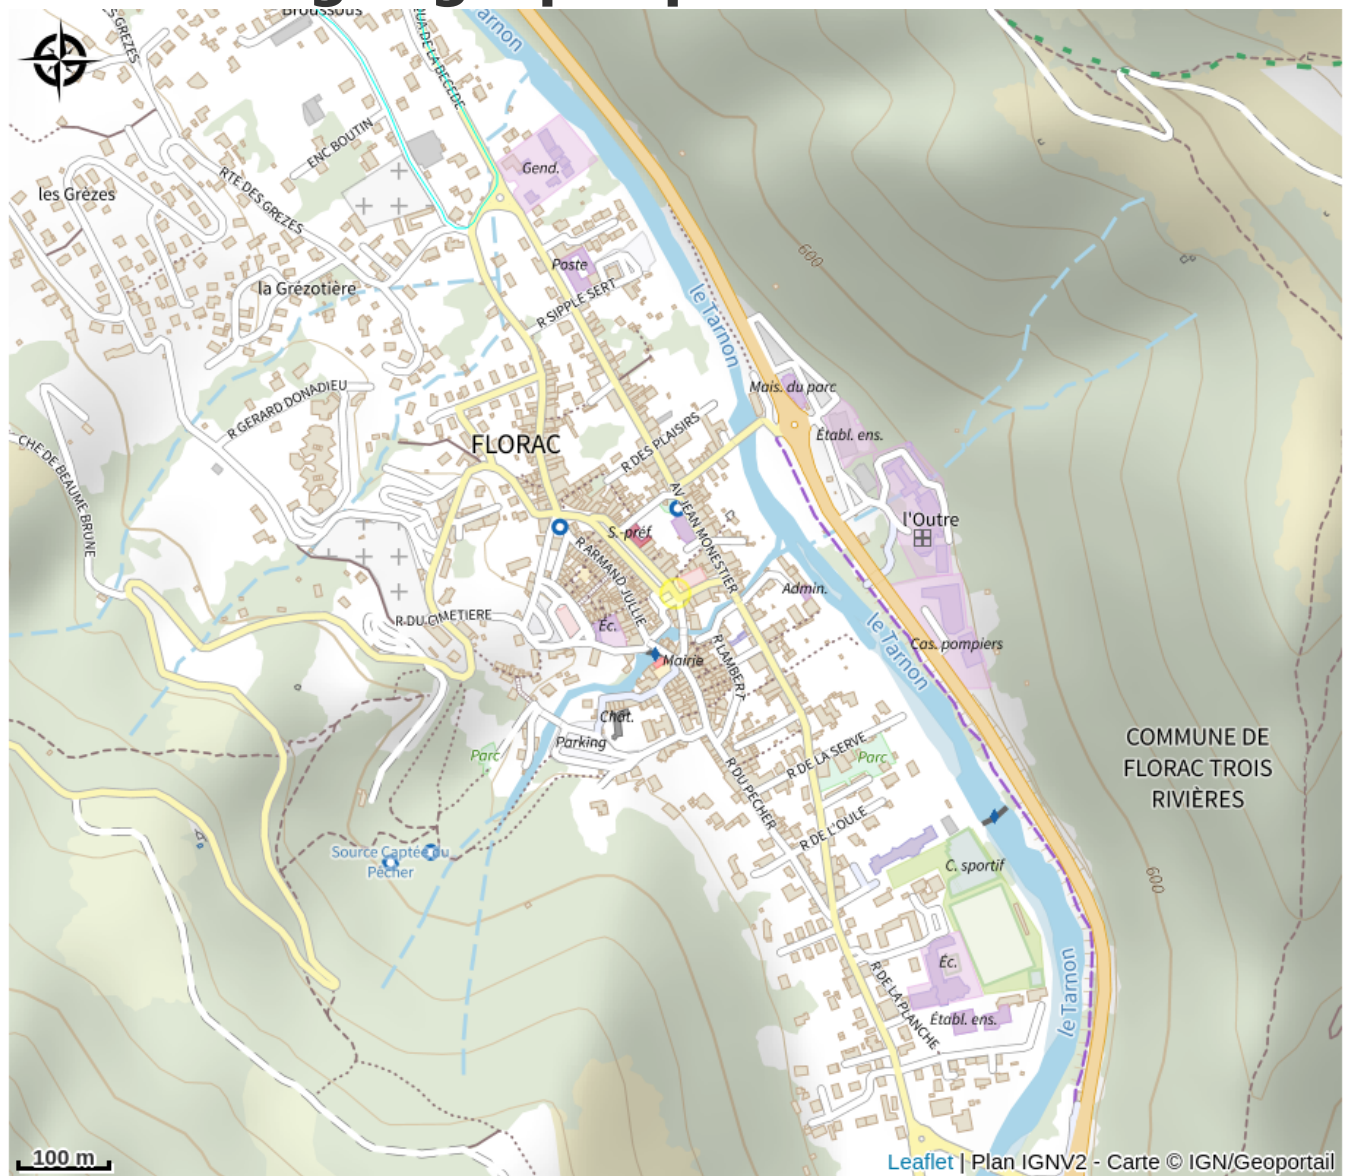 Broussous
S GREZES
QUA DE LA BECEDE
Tarnon
ENC BOUTIN
Gend.
les Grèzes
RTE DES GREZES
Poste
600
la Grézotière
R SIPPLE SERT
le Tarnon
R GERARD DONADIEU
Mais. du parc
CHE DE BEAUME BRUNE
FLORAC
R DES PLAISIRS
Établ. ens.
AV JEAN MONESTIER
S.-préf
l'Outre
R ARMAND JULLIE
Admin.
R DU CIMETIERE
Éc.
le Tarnon
Cas. pompiers
Mairie
R LAMBERT
Chât.
Parking
Parc
R DE LA SERVE
Parc
COMMUNE DE
FLORAC TROIS
RIVIÈRES
R DU PECHER
R DE L'OULE
Source Captée du
Pêcher
C. sportif
600
Éc.
le Tarnon
R DE LA PLANCHE
Établ. ens.
100 m
Leaflet | Plan IGNV2 - Carte © IGN/Geoportail